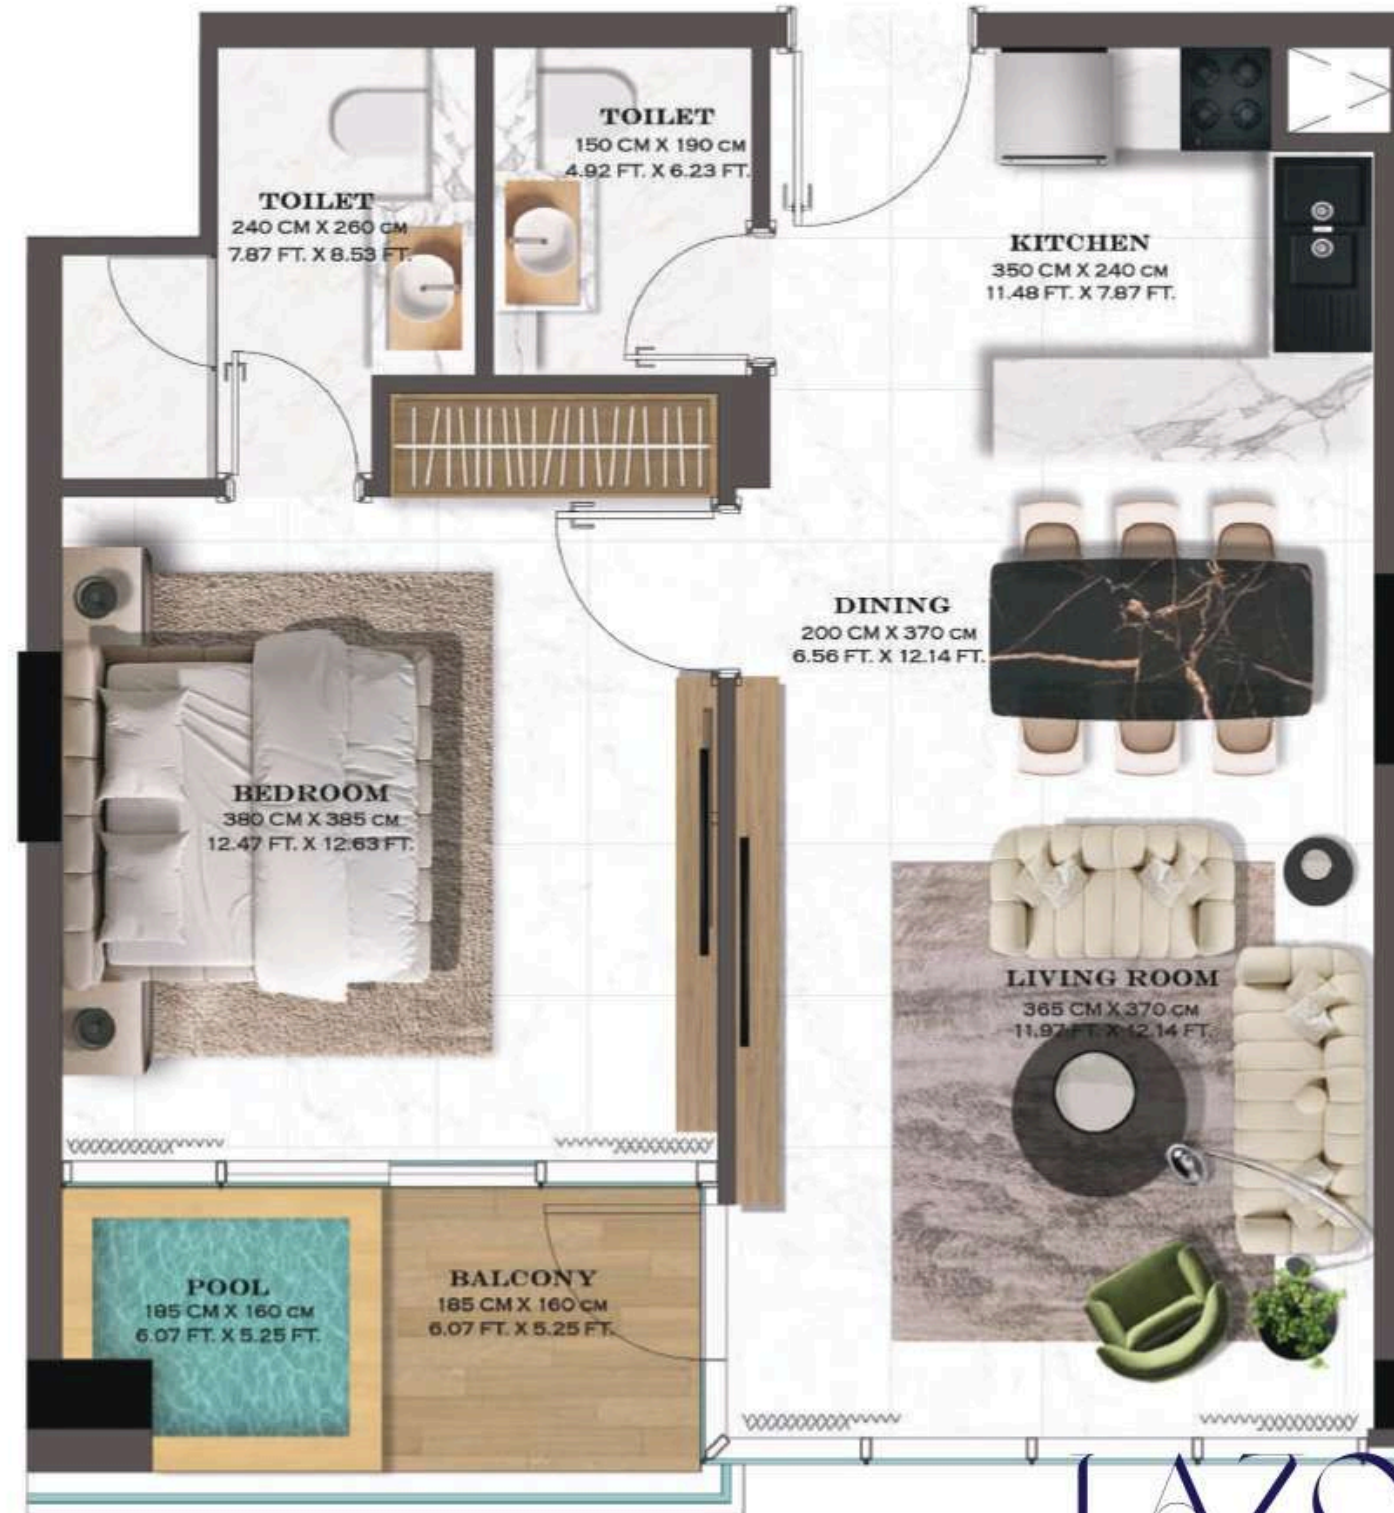 TOILET
150 CM X 190 CM
4.92 FT. X 6.23 FT.
TOILET
240 CM X 260 CM
7.87 FT. X 8.53 FT.
KITCHEN
350 CM X 240 CM
11.48 FT. X 7.87 FT.
DINING
200 CM X 370 CM
6.56 FT. X 12.14 FT.
BEDROOM
380 CM X 385 CM
12.47 FT. X 12.63 FT.
LIVING ROOM
365 CM X 370 CM
11.97 FT. X 12.14 FT.
POOL
185 CM X 160 CM
6.07 FT. X 5.25 FT.
BALCONY
185 CM X 160 CM
6.07 FT. X 5.25 FT.